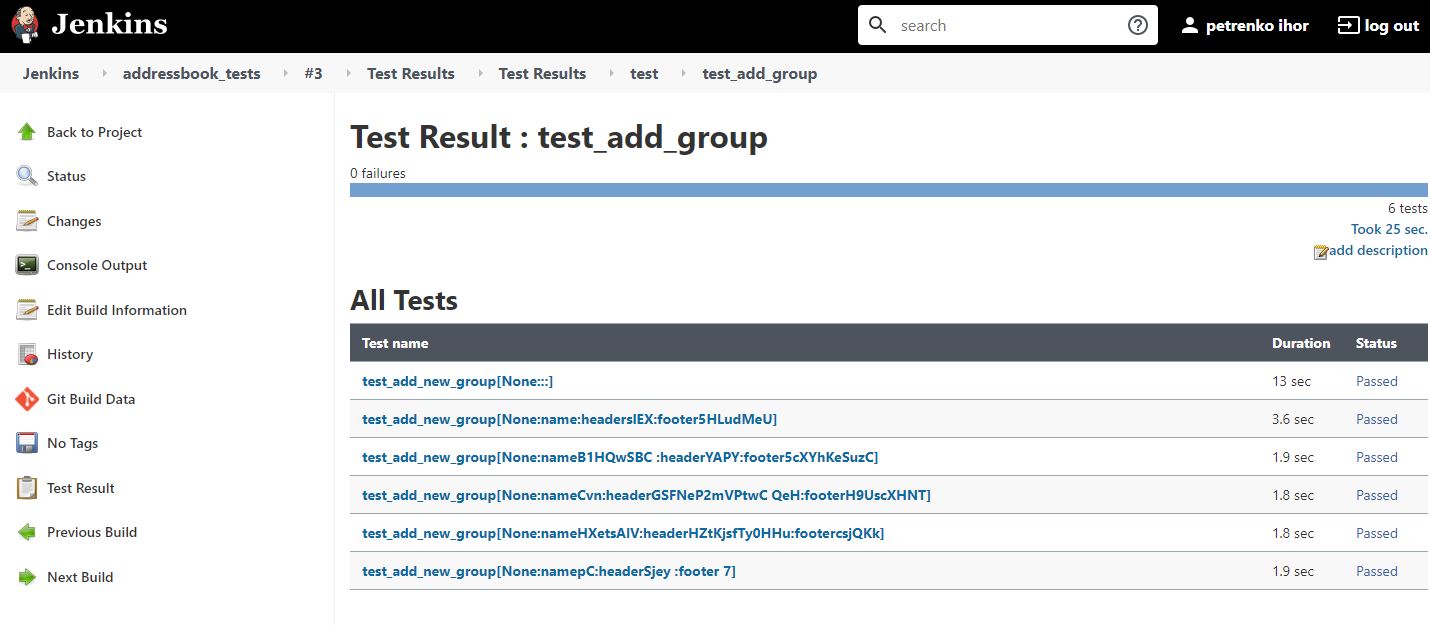 Jenkins
search
petrenko ihor
log out
Jenkins addressbook_tests #3 Test Results Test Results test test_add_group
Back to Project
Status
Changes
Console Output
Edit Build Information
History
Git Build Data
No Tags
Test Result
Previous Build
Next Build
Test Result : test_add_group
0 failures
6 tests
Took 25 sec.
add description
All Tests
Test name Duration Status
test_add_new_group[None:::] 13 sec Passed
test_add_new_group[None:name:headersIEX:footer5HLudMeU] 3.6 sec Passed
test_add_new_group[None:nameB1HQwSBC :headerYAPY:footer5cXYhKeSuzC] 1.9 sec Passed
test_add_new_group[None:nameCvn:headerGSFNeP2mVPtwC QeH:footerH9UscXHNT] 1.8 sec Passed
test_add_new_group[None:nameHXetsAIV:headerHZtKjsfTy0HHu:footercsjQKk] 1.8 sec Passed
test_add_new_group[None:namepC:headerSjey :footer 7] 1.9 sec Passed